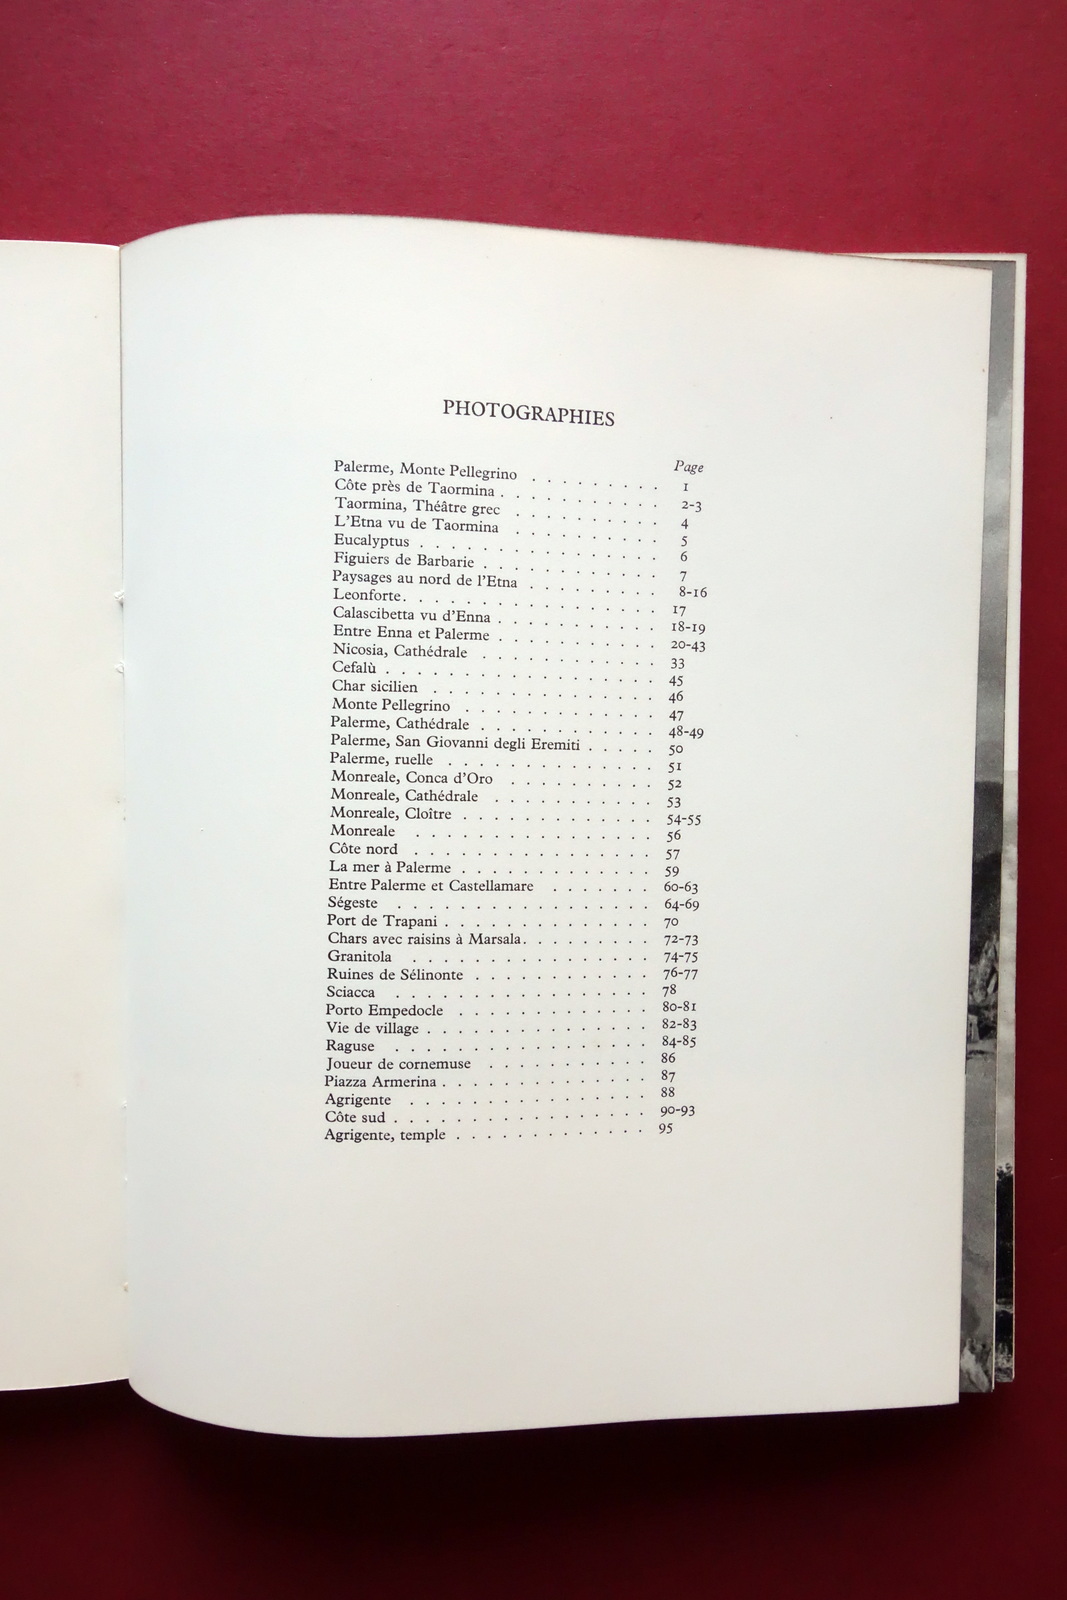 PHOTOGRAPHIES
Page
Palerme, Monte Pellegrino . . . . . . . . 1
Côte près de Taormina . . . . . . . . . . 2-3
Taormina, Théâtre grec . . . . . . . . . 4
L'Etna vu de Taormina . . . . . . . . . 5
Eucalyptus . . . . . . . . . . . . . . 6
Figuiers de Barbarie . . . . . . . . . . . 7
Paysages au nord de l'Etna . . . . . . . . 8-16
Leonforte. . . . . . . . . . . . . . . 17
Calascibetta vu d'Enna . . . . . . . . . . 18-19
Entre Enna et Palerme . . . . . . . . . . 20-43
Nicosia, Cathédrale . . . . . . . . . . . 33
Cefalù . . . . . . . . . . . . . . . . 45
Char sicilien . . . . . . . . . . . . . 46
Monte Pellegrino . . . . . . . . . . . . 47
Palerme, Cathédrale . . . . . . . . . . . 48-49
Palerme, San Giovanni degli Eremiti . . . . . 50
Palerme, ruelle . . . . . . . . . . . . . 51
Monreale, Conca d'Oro . . . . . . . . . 52
Monreale, Cathédrale . . . . . . . . . . 53
Monreale, Cloître . . . . . . . . . . . . 54-55
Monreale . . . . . . . . . . . . . . . 56
Côte nord . . . . . . . . . . . . . . . 57
La mer à Palerme . . . . . . . . . . . . 59
Entre Palerme et Castellamare . . . . . . . 60-63
Ségeste . . . . . . . . . . . . . . . . 64-69
Port de Trapani . . . . . . . . . . . . . 70
Chars avec raisins à Marsala. . . . . . . . 72-73
Granitola . . . . . . . . . . . . . . . 74-75
Ruines de Sélinonte . . . . . . . . . . . 76-77
Sciacca . . . . . . . . . . . . . . . . 78
Porto Empedocle . . . . . . . . . . . . 80-81
Vie de village . . . . . . . . . . . . . . 82-83
Raguse . . . . . . . . . . . . . . . . 84-85
Joueur de cornemuse . . . . . . . . . . 86
Piazza Armerina . . . . . . . . . . . . . 87
Agrigente . . . . . . . . . . . . . . . 88
Côte sud . . . . . . . . . . . . . . . . 90-93
Agrigente, temple . . . . . . . . . . . . 95